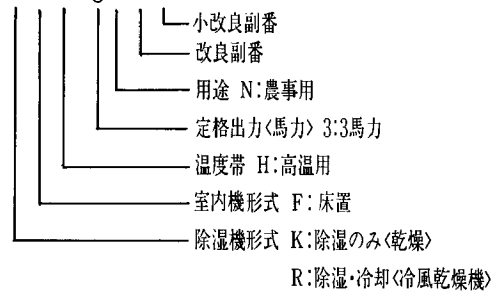 小改良副番
改良副番
用途 N:農事用
定格出力〈馬力〉 3:3馬力
温度帯 H:高温用
室内機形式 F:床置
除湿機形式 K:除湿のみ〈乾燥〉
R:除湿・冷却〈冷風乾燥機〉